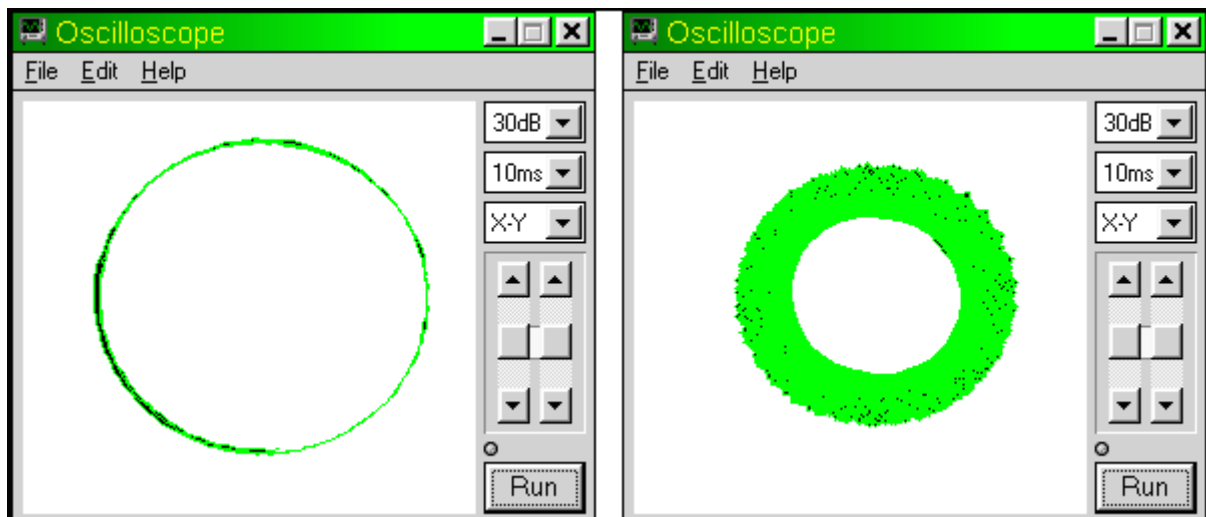 Oscilloscope
File Edit Help
30dB
10ms
X-Y
Run
Oscilloscope
File Edit Help
30dB
10ms
X-Y
Run